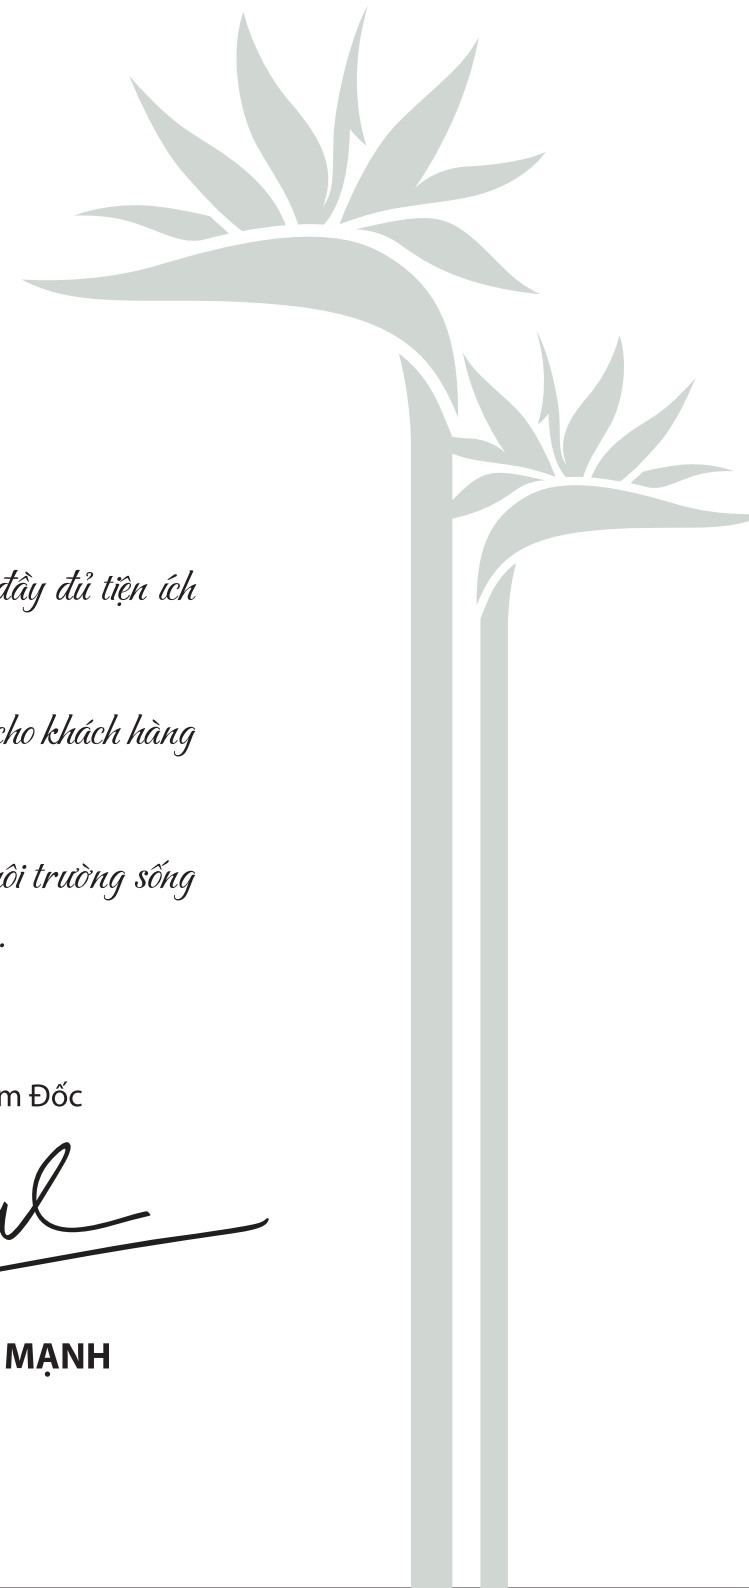 đầy đủ tiện ích
cho khách hàng
ôi trường sống
.
m Đốc
MẠNH